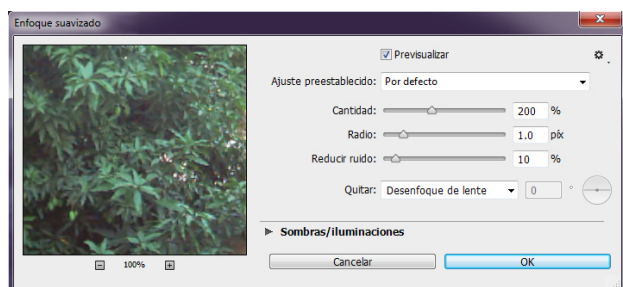 Enfoque suavizado
Previsualizar
Ajuste preestablecido: Por defecto
Cantidad: 200 %
Radio: 1.0 píx
Reducir ruido: 10 %
Quitar: Desenfoque de lente 0 °
Sombras/iluminaciones
100%
Cancelar OK